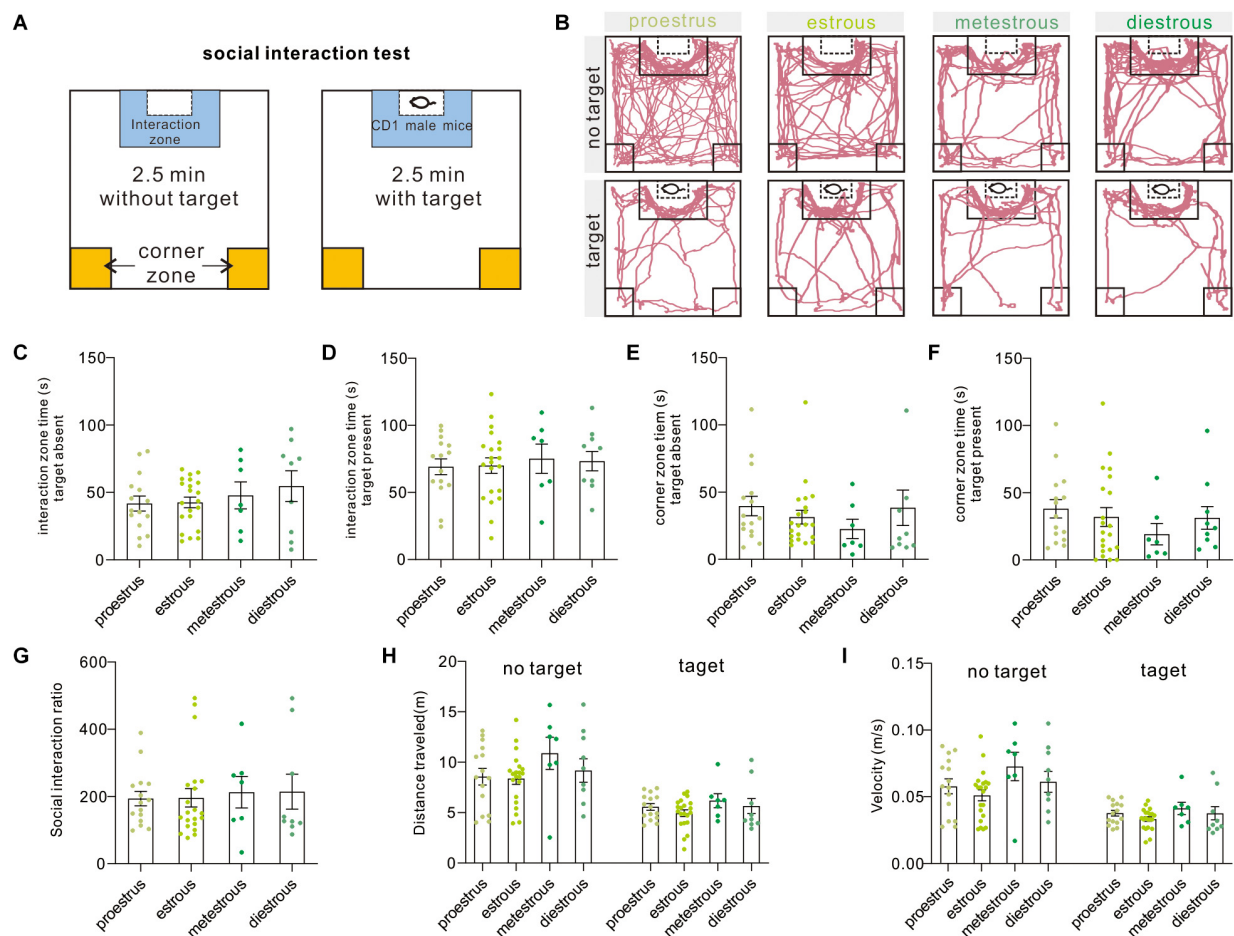 A
social interaction test
Interaction
zone
2.5 min
without target
corner
zone
CD1 male mice
2.5 min
with target
B
proestrus
estrus
metestrous
diestrous
no target
target
C
interaction zone time (s)
target absent
150
100
50
0
proestrus
estrous
metestrous
diestrous
D
interaction zone time (s)
target present
150
100
50
0
proestrus
estrous
metestrous
diestrous
E
corner zone tiem (s)
target absent
150
100
50
0
proestrus
estrous
metestrous
diestrous
F
corner zone time (s)
target present
150
100
50
0
proestrus
estrous
metestrous
diestrous
G
Social interaction ratio
600
400
200
0
proestrus
estrous
metestrous
diestrous
H
Distance traveled(m)
20
15
10
5
0
no target
taget
proestrus
estrous
metestrous
diestrous
proestrus
estrous
metestrous
diestrous
I
Velocity (m/s)
0.15
0.10
0.05
0.00
no target
taget
proestrus
estrous
metestrous
diestrous
proestrus
estrous
metestrous
diestrous